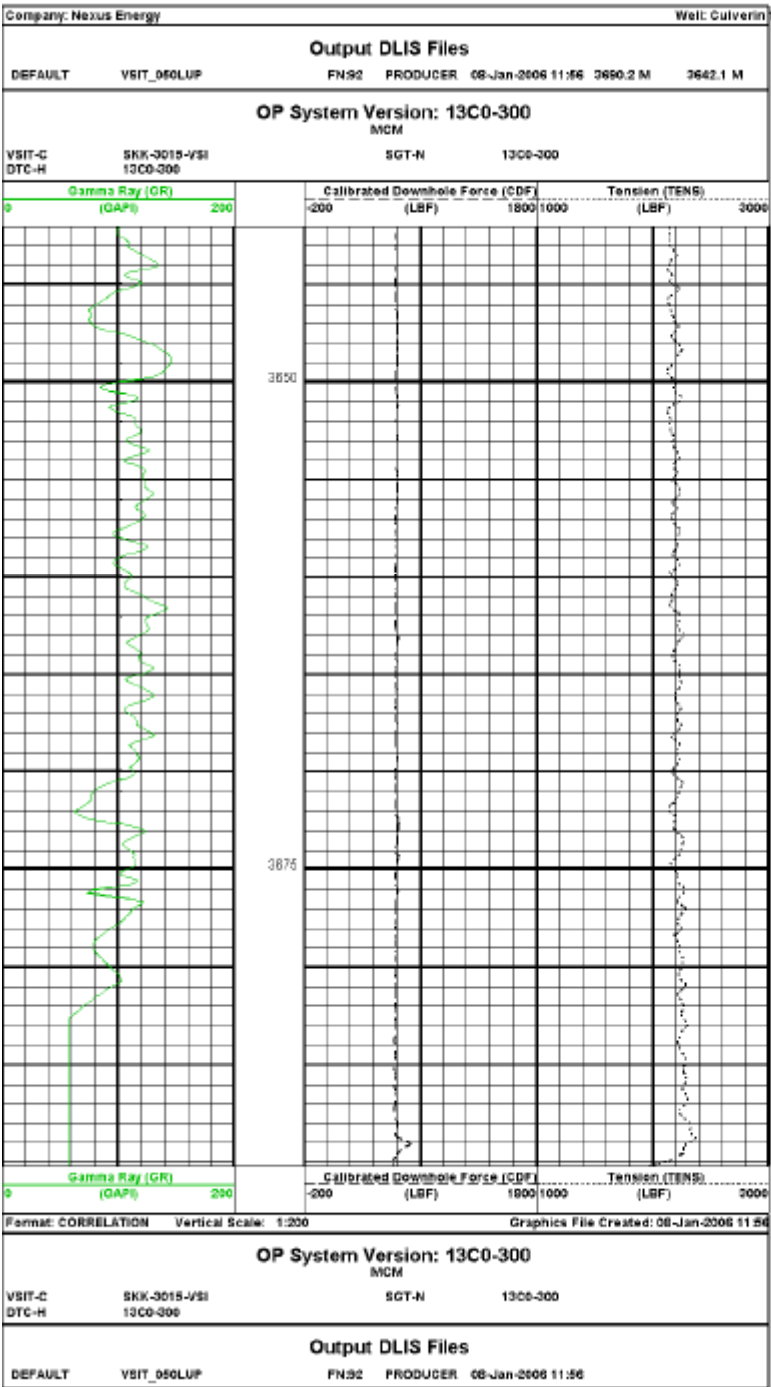 Company: Nexus Energy Well: Culverin
Output DLIS Files
DEFAULT VSIT_050LUP FN:92 PRODUCER 08-Jan-2006 11:56 3690.2 M 3642.1 M
OP System Version: 13C0-300
MCM
VSIT-C SKK-3015-VSI SGT-N 13C0-300
DTC-H 13C0-300
Gamma Ray (GR) Calibrated Downhole Force (CDF) Tension (TENS)
0 (GAPI) 200 -200 (LBF) 1800 1000 (LBF) 3000
3650
3675
Gamma Ray (GR) Calibrated Downhole Force (CDF) Tension (TENS)
0 (GAPI) 200 -200 (LBF) 1800 1000 (LBF) 3000
Format: CORRELATION Vertical Scale: 1:200 Graphics File Created: 08-Jan-2006 11:56
OP System Version: 13C0-300
MCM
VSIT-C SKK-3015-VSI SGT-N 13C0-300
DTC-H 13C0-300
Output DLIS Files
DEFAULT VSIT_050LUP FN:92 PRODUCER 08-Jan-2006 11:56